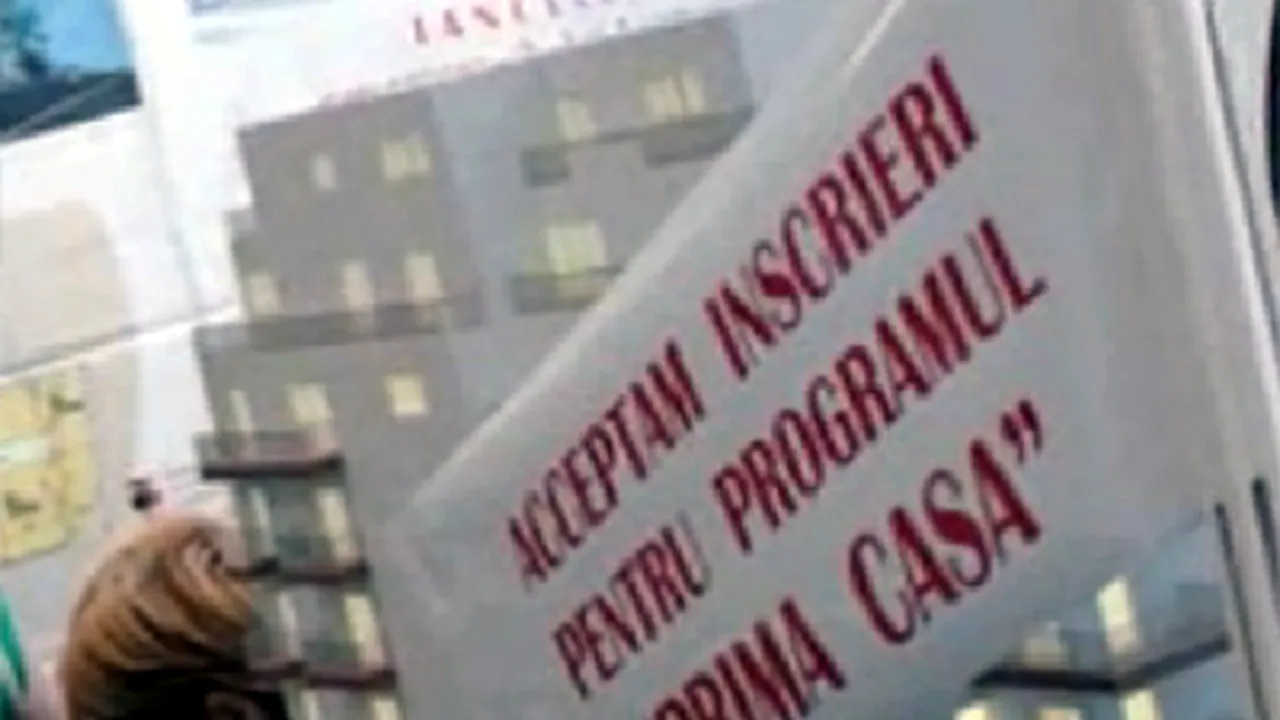 ACCEPTAM INSCRIERI
PENTRU PROGRAMUL
PRIMA CASA”